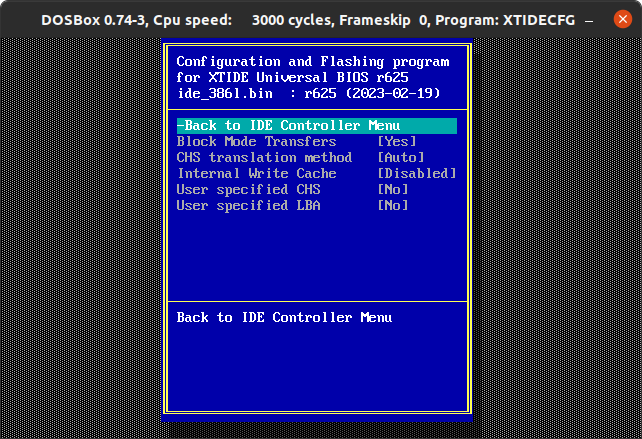 DOSBox 0.74-3, Cpu speed:    3000 cycles, Frameskip  0, Program: XTIDECFG
Configuration and Flashing program
for XTIDE Universal BIOS r625
ide_386l.bin  : r625 (2023-02-19)
-Back to IDE Controller Menu
Block Mode Transfers     [Yes]
CHS translation method   [Auto]
Internal Write Cache     [Disabled]
User specified CHS       [No]
User specified LBA       [No]
Back to IDE Controller Menu